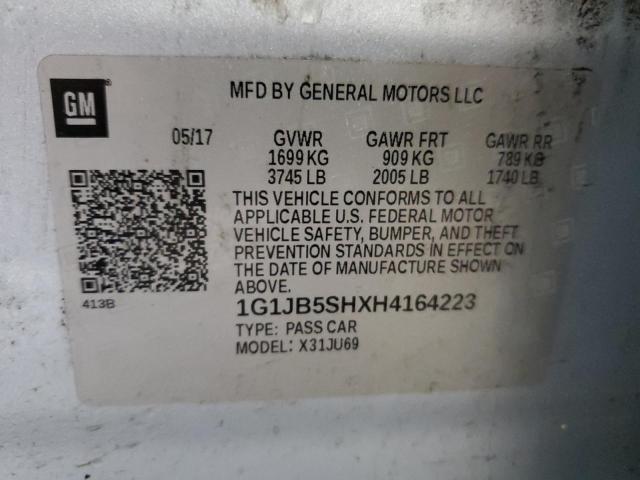 GM
MFD BY GENERAL MOTORS LLC
05/17 GVWR GAWR FRT GAWR RR
1699 KG 909 KG 789 KG
3745 LB 2005 LB 1740 LB
THIS VEHICLE CONFORMS TO ALL
APPLICABLE U.S. FEDERAL MOTOR
VEHICLE SAFETY, BUMPER, AND THEFT
PREVENTION STANDARDS IN EFFECT ON
THE DATE OF MANUFACTURE SHOWN
ABOVE.
413B
1G1JB5SHXH4164223
TYPE: PASS CAR
MODEL: X31JU69